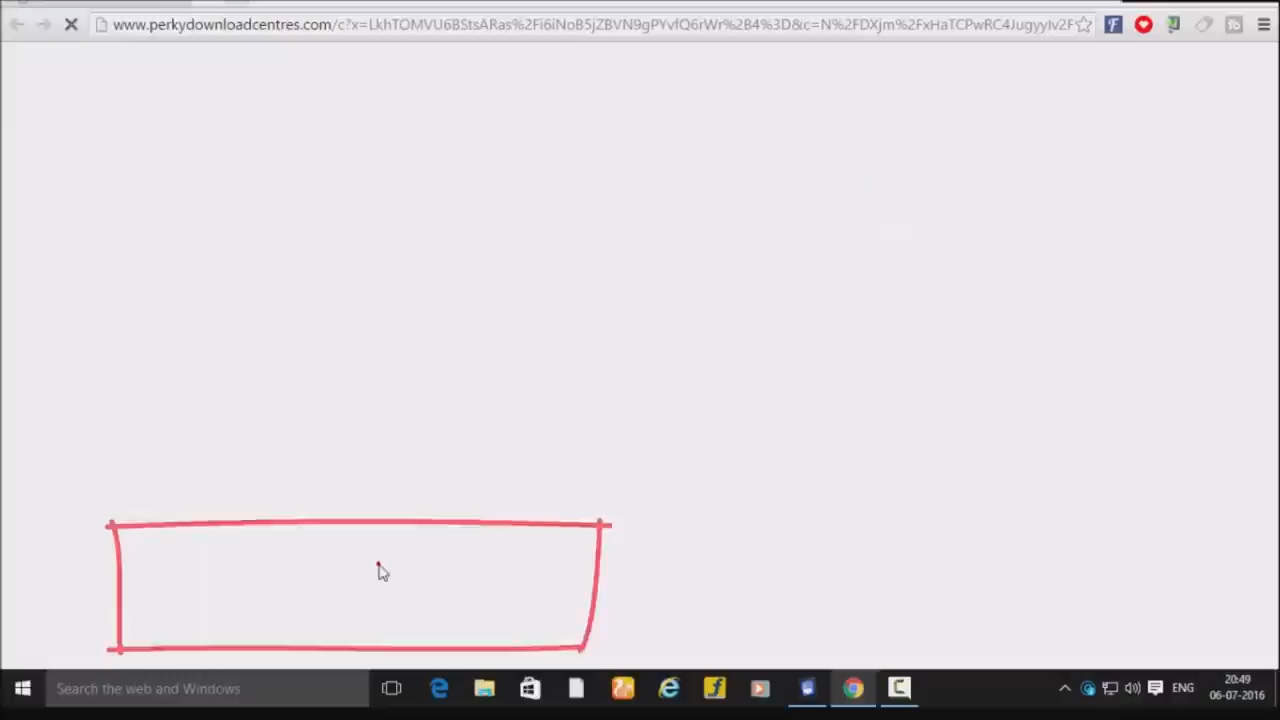 www.perkydownloadcentres.com/c?x=LkhTOMVU6BStsARas%2Fi6iNoB5jZBVN9gPYvfQ6rWr%2B4%3D&c=N%2FDXjm%2FxHaTCPwRC4JugyyIv2F
Search the web and Windows
ENG
20:49
06-07-2016